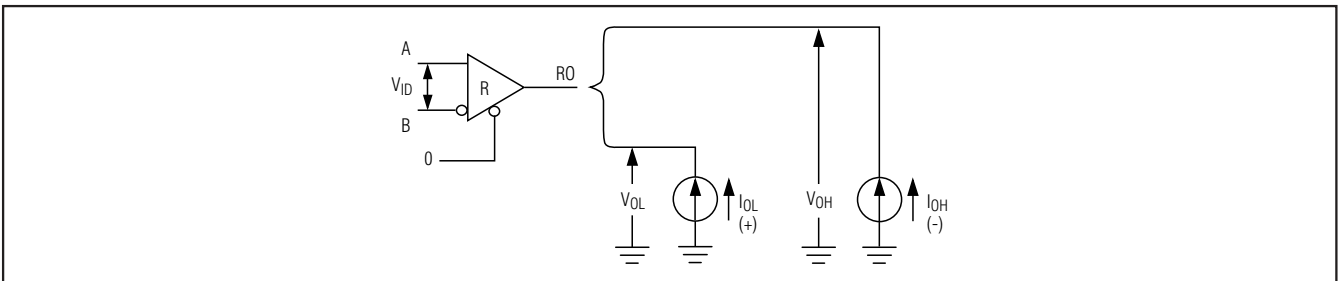 A
VID
B
0
R
RO
VOL
IOL
(+)
VOH
IOH
(-)